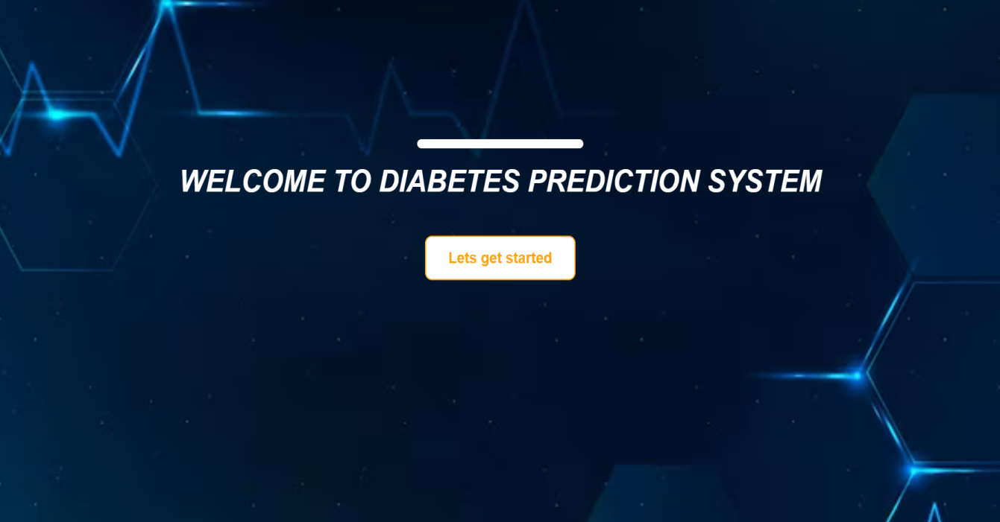 WELCOME TO DIABETES PREDICTION SYSTEM
Lets get started